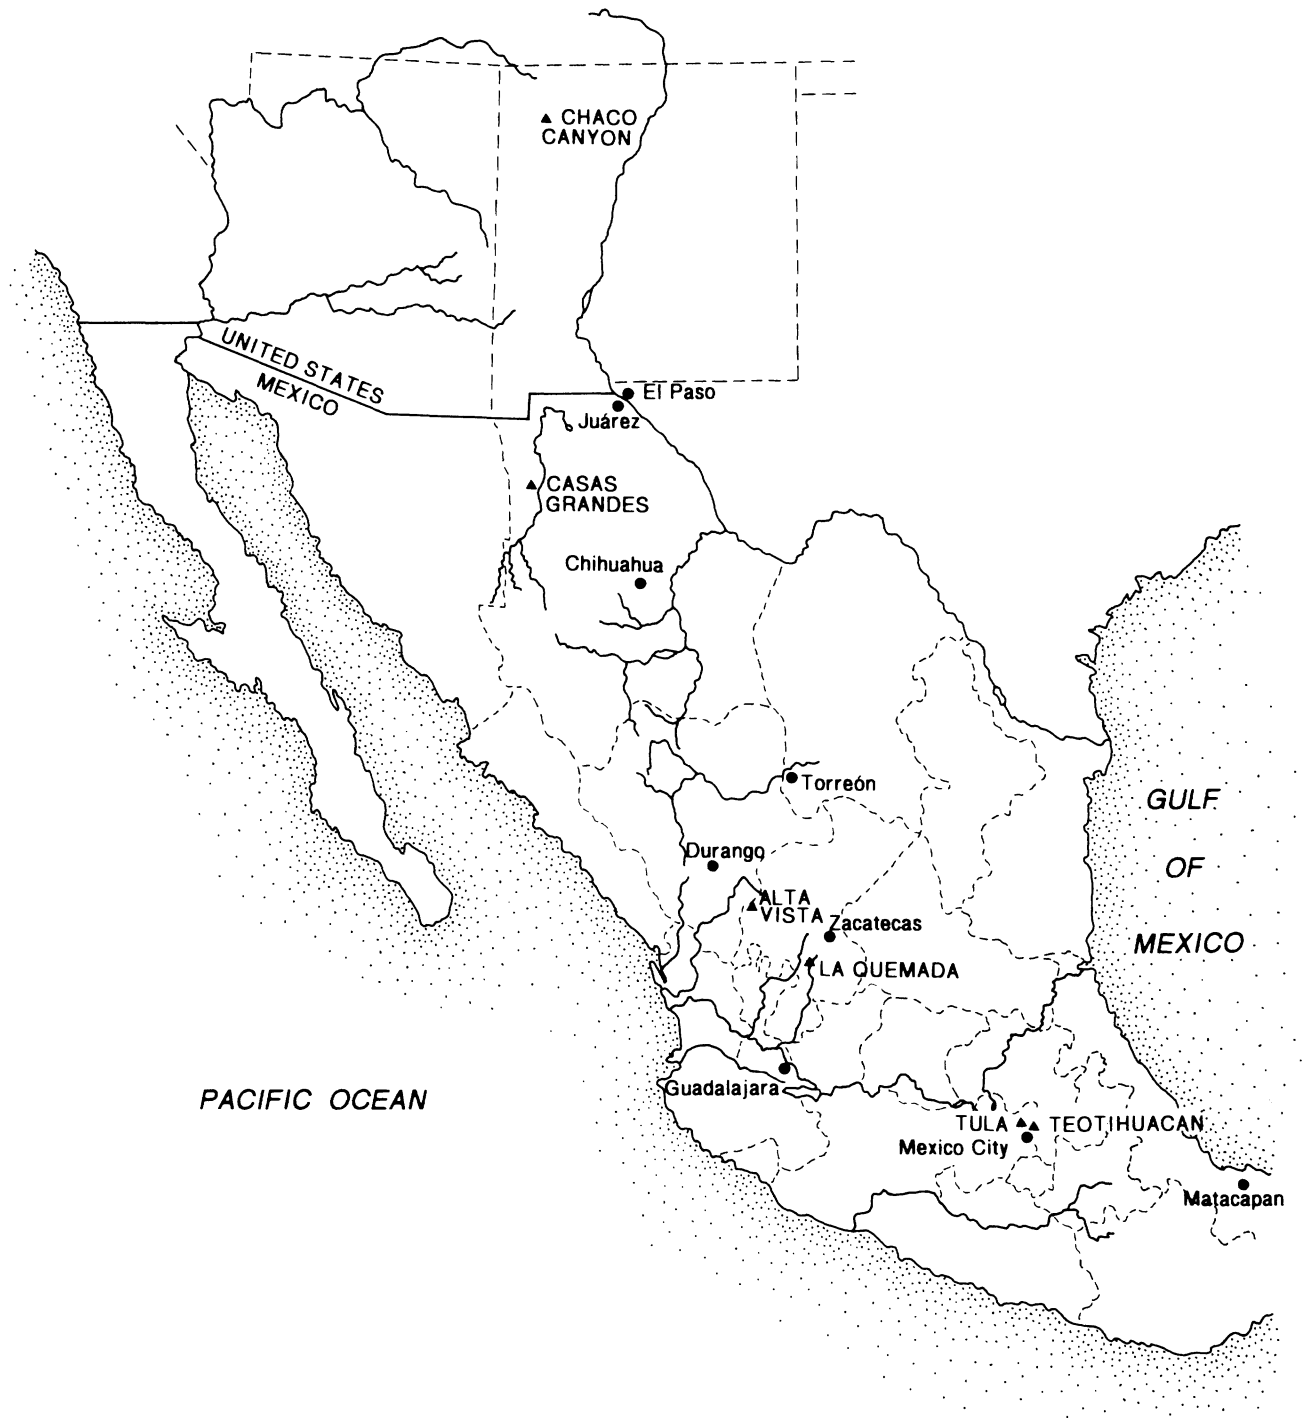 CHACO
CANYON
UNITED STATES
MEXICO
El Paso
Juárez
CASAS
GRANDES
Chihuahua
Torreón
GULF
OF
MEXICO
Durango
ALTA
VISTA
Zacatecas
LA QUEMADA
PACIFIC OCEAN
Guadalajara
TULA
TEOTIHUACAN
Mexico City
Matacapan